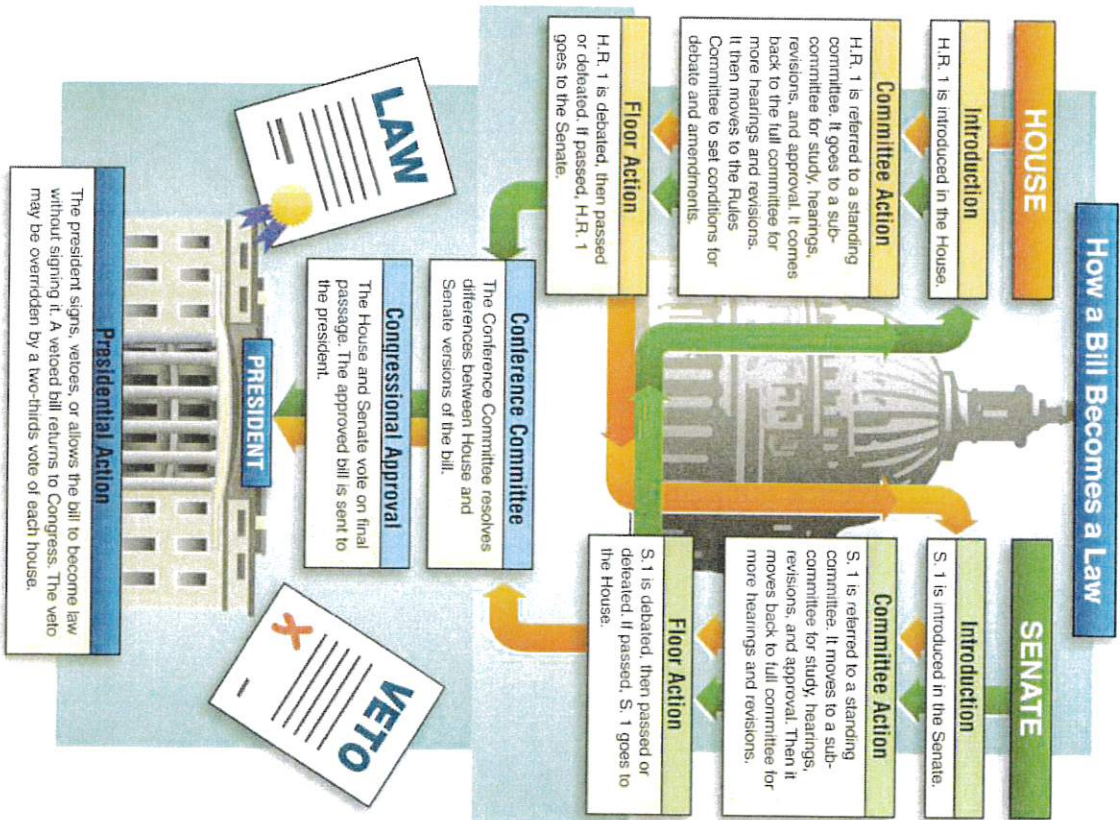 How a Bill Becomes a Law
HOUSE
Introduction
H.R. 1 is introduced in the House.
Committee Action
H.R. 1 is referred to a standing
committee. It goes to a sub-
committee for study, hearings,
revisions, and approval. It comes
back to the full committee for
more hearings and revisions.
It then moves to the Rules
Committee to set conditions for
debate and amendments.
Floor Action
H.R. 1 is debated, then passed
or defeated. If passed, H.R. 1
goes to the Senate.
SENATE
Introduction
S. 1 is introduced in the Senate.
Committee Action
S. 1 is referred to a standing
committee. It moves to a sub-
committee for study, hearings,
revisions, and approval. Then it
moves back to full committee for
more hearings and revisions.
Floor Action
S.1 is debated, then passed or
defeated. If passed, S. 1 goes to
the House.
Conference Committee
The Conference Committee resolves
differences between House and
Senate versions of the bill.
Congressional Approval
The House and Senate vote on final
passage. The approved bill is sent to
the president.
PRESIDENT
LAW
VETO
Presidential Action
The president signs, vetoes, or allows the bill to become law
without signing it. A vetoed bill returns to Congress. The veto
may be overridden by a two-thirds vote of each house.